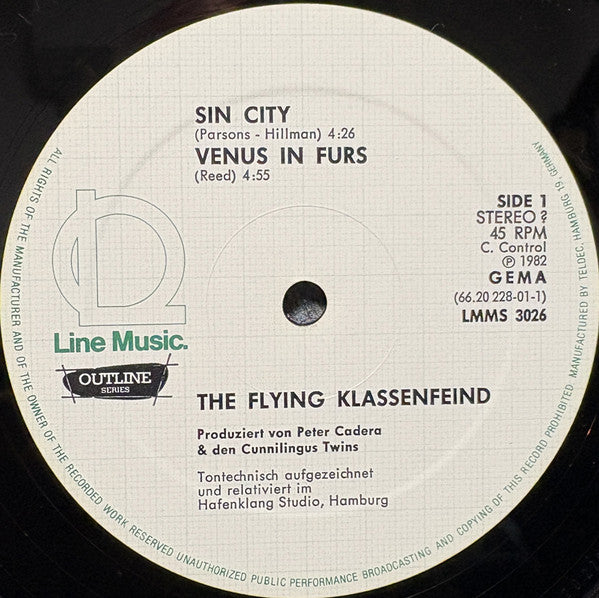 SIN CITY
(Parsons - Hillman) 4:26
VENUS IN FURS
(Reed) 4:55
SIDE 1
STEREO ?
45 RPM
C. Control
Ⓟ 1982
GEMA
(66.20 228-01-1)
LMMS 3026
Line Music.
OUTLINE
SERIES
THE FLYING KLASSENFEIND
Produziert von Peter Cadera
& den Cunnilingus Twins
Tontechnisch aufgezeichnet
und relativiert im
Hafenklang Studio, Hamburg
ALL RIGHTS OF THE MANUFACTURER AND OF THE OWNER OF THE RECORDED WORK RESERVED UNAUTHORIZED PUBLIC PERFORMANCE BROADCASTING AND COPYING OF THIS RECORD PROHIBITED MANUFACTURED BY TELDEC, HAMBURG 19, GERMANY